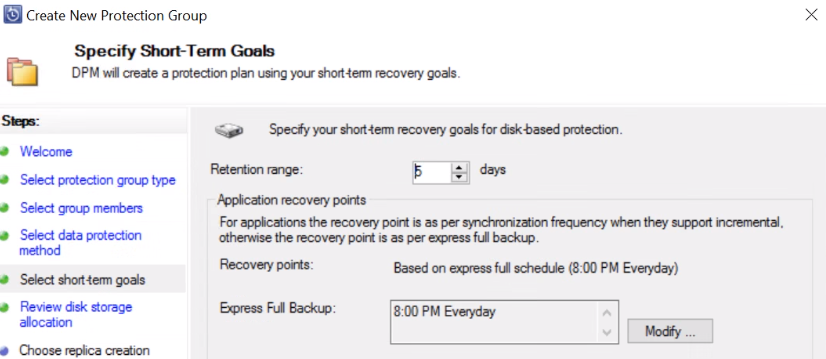 Create New Protection Group
Specify Short-Term Goals
DPM will create a protection plan using your short-term recovery goals.
Steps:
Welcome
Select protection group type
Select group members
Select data protection
method
Select short-term goals
Review disk storage
allocation
Choose replica creation
Specify your short-term recovery goals for disk-based protection.
Retention range: 5 days
Application recovery points
For applications the recovery point is as per synchronization frequency when they support incremental,
otherwise the recovery point is as per express full backup.
Recovery points: Based on express full schedule (8:00 PM Everyday)
Express Full Backup: 8:00 PM Everyday
Modify ...